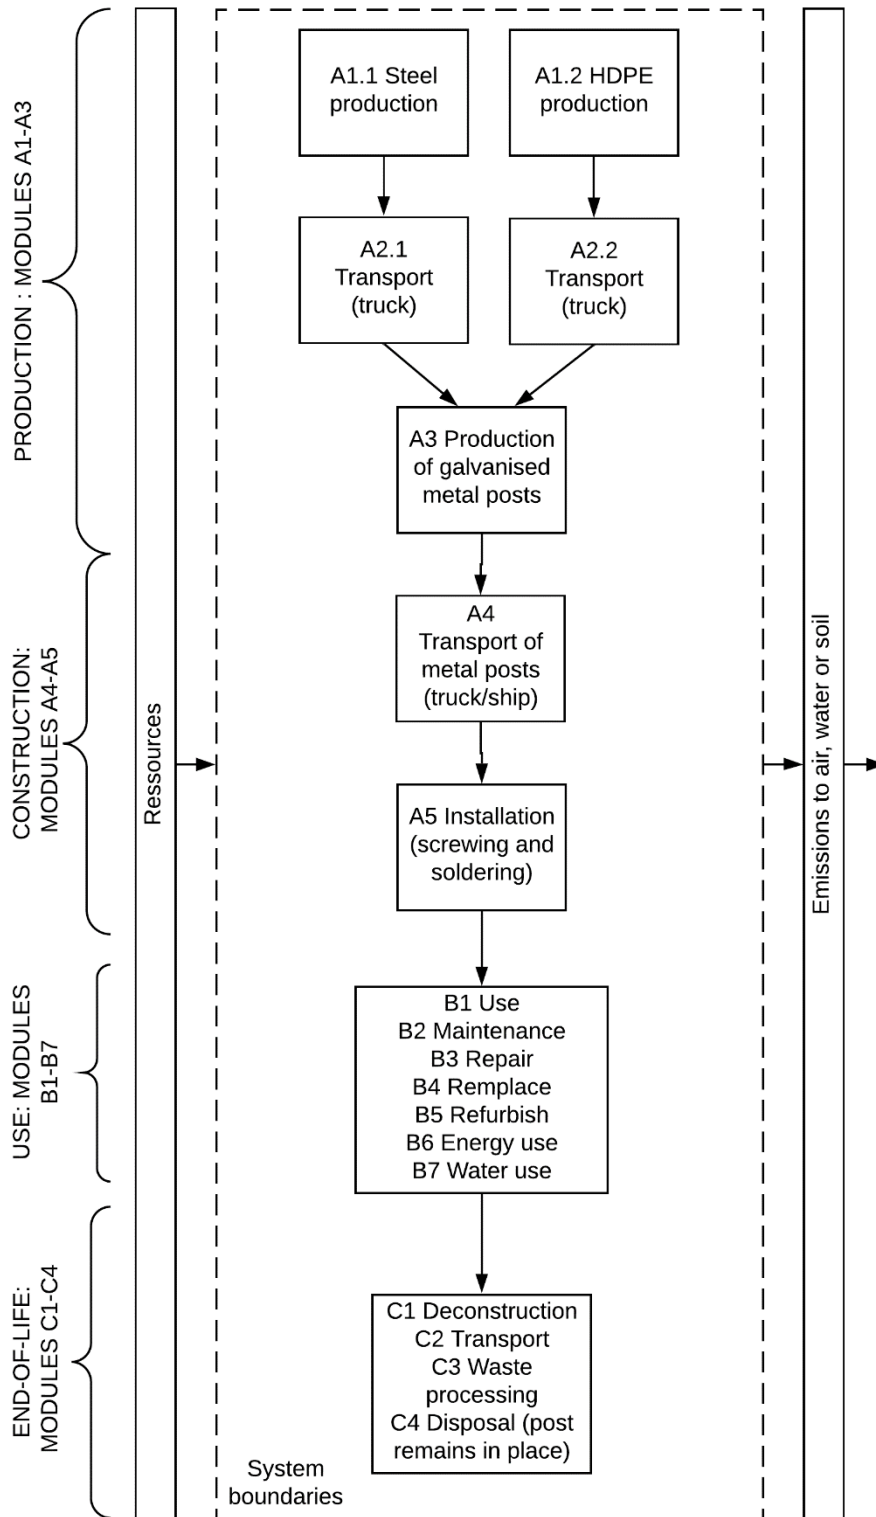 PRODUCTION : MODULES A1-A3
CONSTRUCTION:
MODULES A4-A5
USE: MODULES
B1-B7
END-OF-LIFE:
MODULES C1-C4
Ressources
A1.1 Steel
production
A1.2 HDPE
production
A2.1
Transport
(truck)
A2.2
Transport
(truck)
A3 Production
of galvanised
metal posts
A4
Transport of
metal posts
(truck/ship)
A5 Installation
(screwing and
soldering)
B1 Use
B2 Maintenance
B3 Repair
B4 Remplace
B5 Refurbish
B6 Energy use
B7 Water use
C1 Deconstruction
C2 Transport
C3 Waste
processing
C4 Disposal (post
remains in place)
System
boundaries
Emissions to air, water or soil